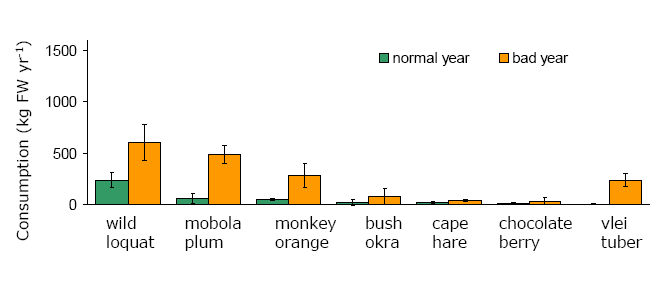 Consumption (kg FW yr⁻¹)
1500
1000
500
0
normal year
bad year
wild loquat
mobola plum
monkey orange
bush okra
cape hare
chocolate berry
vlei tuber